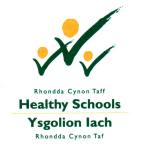 Rhondda Cynon Taff
Healthy Schools
Ysgolion Iach
Rhondda Cynon Taf